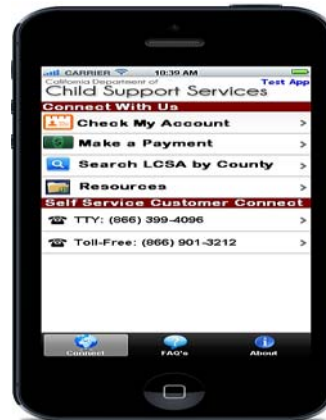 CARRIER 10:39 AM
California Department of Test App
Child Support Services
Connect With Us
Check My Account >
Make a Payment >
Search LCSA by County >
Resources >
Self Service Customer Connect
TTY: (866) 399-4096 >
Toll-Free: (866) 901-3212 >
Connect FAQ's About